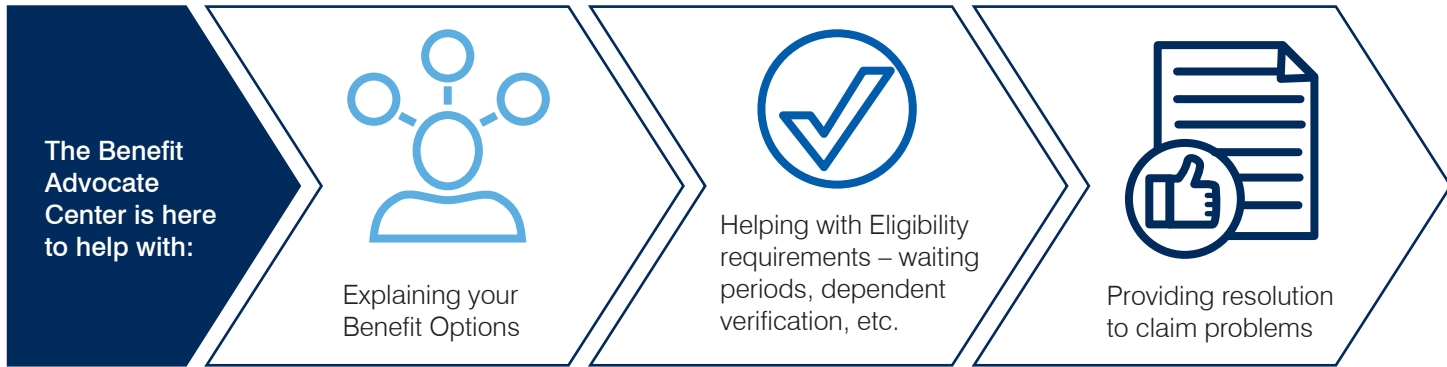 The Benefit
Advocate
Center is here
to help with:
Explaining your
Benefit Options
Helping with Eligibility
requirements – waiting
periods, dependent
verification, etc.
Providing resolution
to claim problems